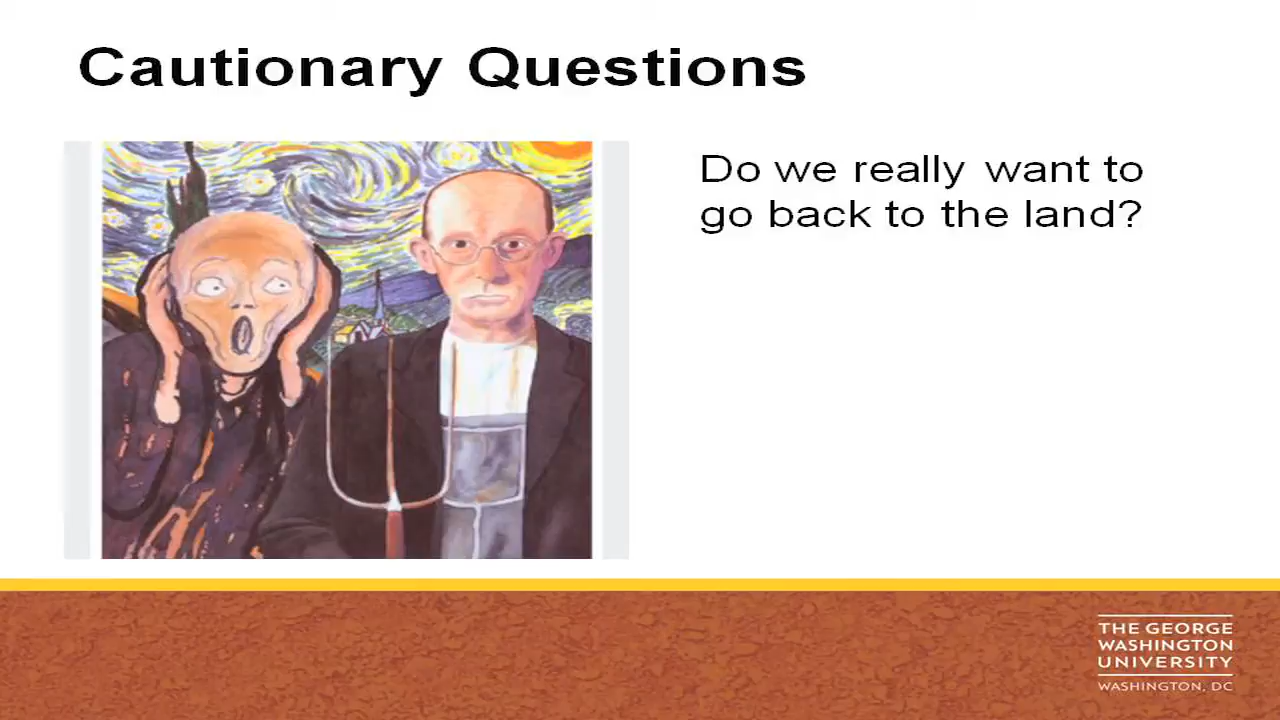 Cautionary Questions
Do we really want to
go back to the land?
THE GEORGE
WASHINGTON
UNIVERSITY
WASHINGTON, DC